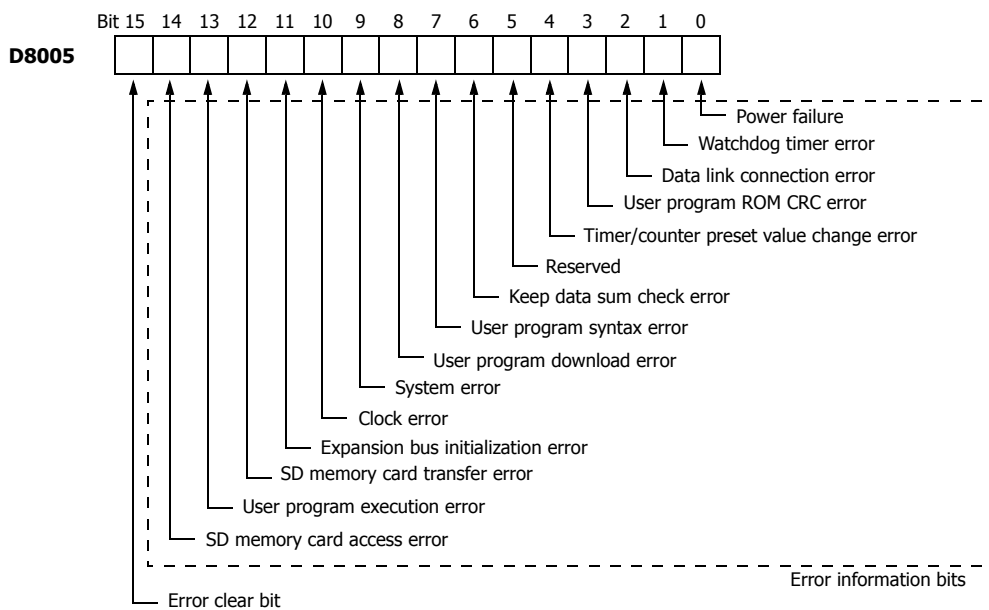 Bit 15 14 13 12 11 10 9 8 7 6 5 4 3 2 1 0
D8005
Power failure
Watchdog timer error
Data link connection error
User program ROM CRC error
Timer/counter preset value change error
Reserved
Keep data sum check error
User program syntax error
User program download error
System error
Clock error
Expansion bus initialization error
SD memory card transfer error
User program execution error
SD memory card access error
Error information bits
Error clear bit